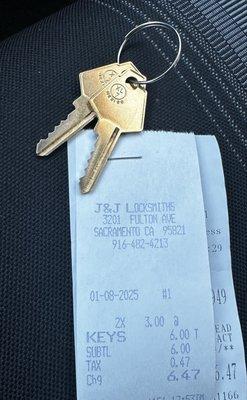 J&J LOCKSMITHS
3201 FULTON AVE
SACRAMENTO CA 95821
916-482-4213
01-08-2025 #1
2X 3.00 @
KEYS 6.00 T
SUBTL 6.00
TAX 0.47
Chg 6.47